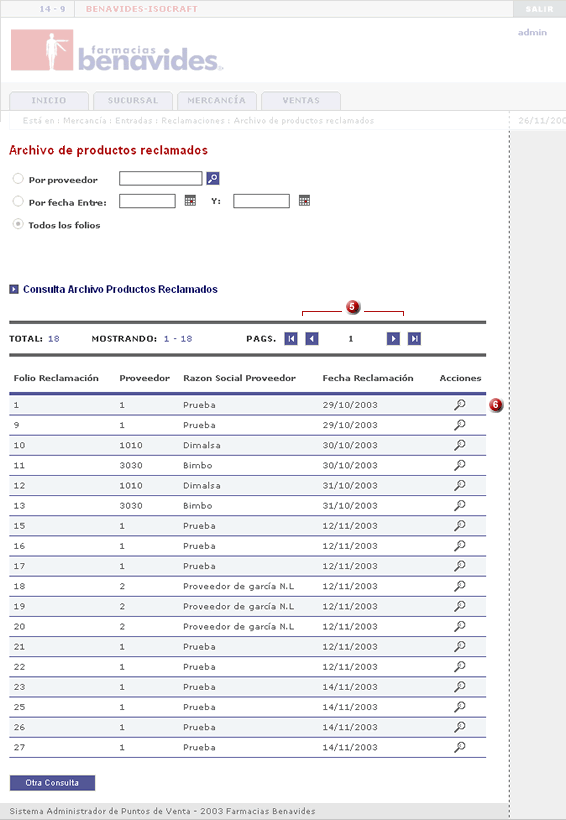 14 - 9 BENAVIDES-ISOCRAFT SALIR
admin
farmacias
benavides
INICIO SUCURSAL MERCANCÍA VENTAS
Está en : Mercancía : Entradas : Reclamaciones : Archivo de productos reclamados 26/11/200
Archivo de productos reclamados
Por proveedor
Por fecha Entre: Y:
Todos los folios
Consulta Archivo Productos Reclamados
5
TOTAL: 18 MOSTRANDO: 1 - 18 PAGS. 1
Folio Reclamación Proveedor Razon Social Proveedor Fecha Reclamación Acciones
1 1 Prueba 29/10/2003 6
9 1 Prueba 29/10/2003
10 1010 Dimalsa 30/10/2003
11 3030 Bimbo 30/10/2003
12 1010 Dimalsa 31/10/2003
13 3030 Bimbo 31/10/2003
15 1 Prueba 12/11/2003
16 1 Prueba 12/11/2003
17 1 Prueba 12/11/2003
18 2 Proveedor de garcía N.L 12/11/2003
19 2 Proveedor de garcía N.L 12/11/2003
20 2 Proveedor de garcía N.L 12/11/2003
21 1 Prueba 12/11/2003
22 1 Prueba 12/11/2003
23 1 Prueba 14/11/2003
25 1 Prueba 14/11/2003
26 1 Prueba 14/11/2003
27 1 Prueba 14/11/2003
Otra Consulta
Sistema Administrador de Puntos de Venta - 2003 Farmacias Benavides